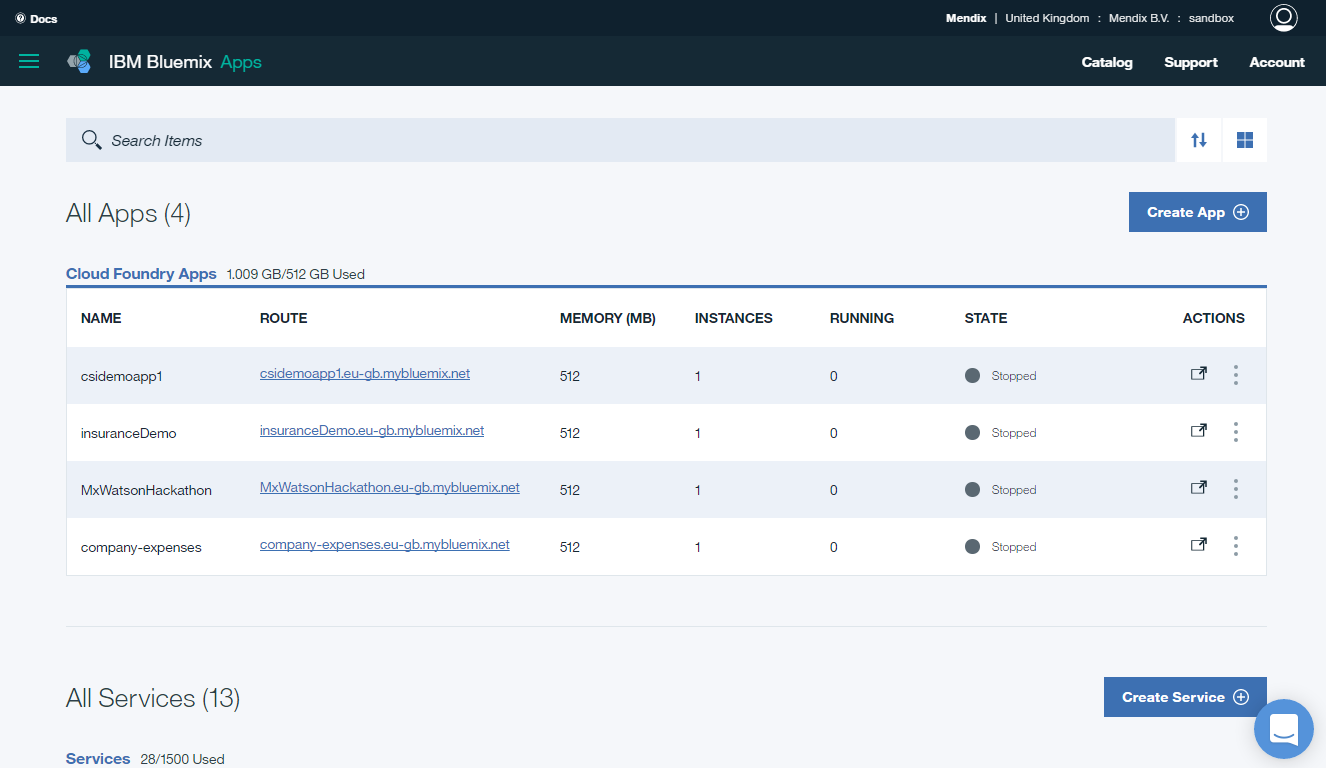 Docs
Mendix | United Kingdom : Mendix B.V. : sandbox
IBM Bluemix Apps
Catalog Support Account
Search Items
All Apps (4)
Create App
Cloud Foundry Apps 1.009 GB/512 GB Used
NAME ROUTE MEMORY (MB) INSTANCES RUNNING STATE ACTIONS
csidemoapp1 csidemoapp1.eu-gb.mybluemix.net 512 1 0 Stopped
insuranceDemo insuranceDemo.eu-gb.mybluemix.net 512 1 0 Stopped
MxWatsonHackathon MxWatsonHackathon.eu-gb.mybluemix.net 512 1 0 Stopped
company-expenses company-expenses.eu-gb.mybluemix.net 512 1 0 Stopped
All Services (13)
Create Service
Services 28/1500 Used